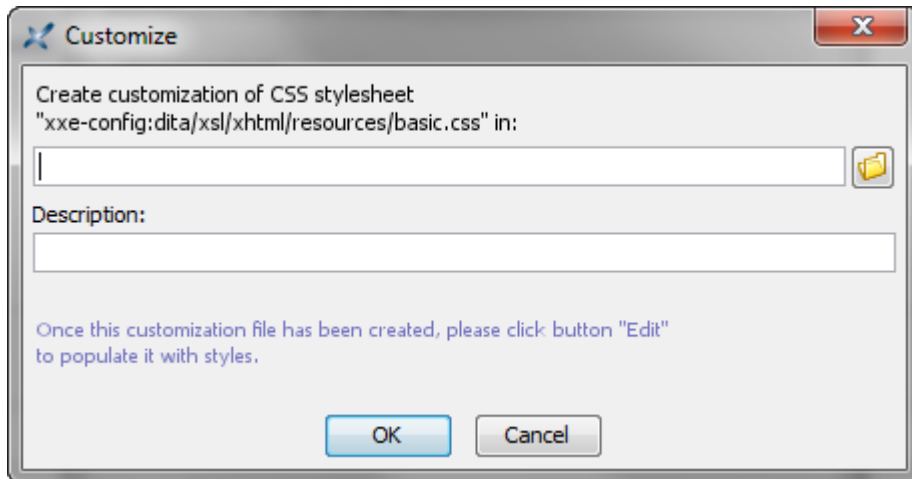 Customize
Create customization of CSS stylesheet
"xxe-config:dita/xsl/xhtml/resources/basic.css" in:
Description:
Once this customization file has been created, please click button "Edit"
to populate it with styles.
OK
Cancel